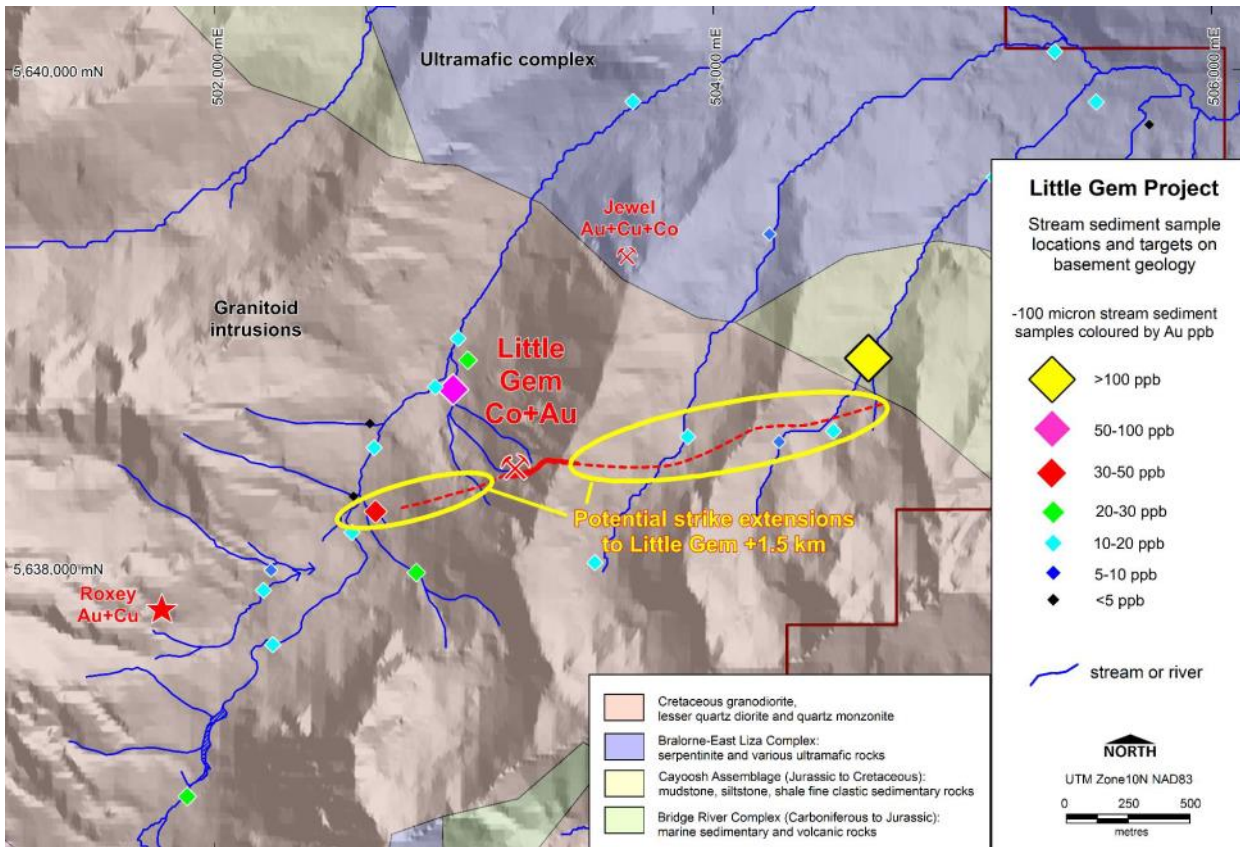 Ultramafic complex
5,640,000 mN
502,000 mE
504,000 mE
506,000 mE
Jewel
Au+Cu+Co
Granitoid
intrusions
Little
Gem
Co+Au
Potential strike extensions
to Little Gem +1.5 km
5,638,000 mN
Roxey
Au+Cu
Little Gem Project
Stream sediment sample
locations and targets on
basement geology
-100 micron stream sediment
samples coloured by Au ppb
>100 ppb
50-100 ppb
30-50 ppb
20-30 ppb
10-20 ppb
5-10 ppb
<5 ppb
stream or river
NORTH
UTM Zone10N NAD83
0 250 500
metres
Cretaceous granodiorite,
lesser quartz diorite and quartz monzonite
Bralorne-East Liza Complex:
serpentinite and various ultramafic rocks
Cayoosh Assemblage (Jurassic to Cretaceous):
mudstone, siltstone, shale fine clastic sedimentary rocks
Bridge River Complex (Carboniferous to Jurassic):
marine sedimentary and volcanic rocks